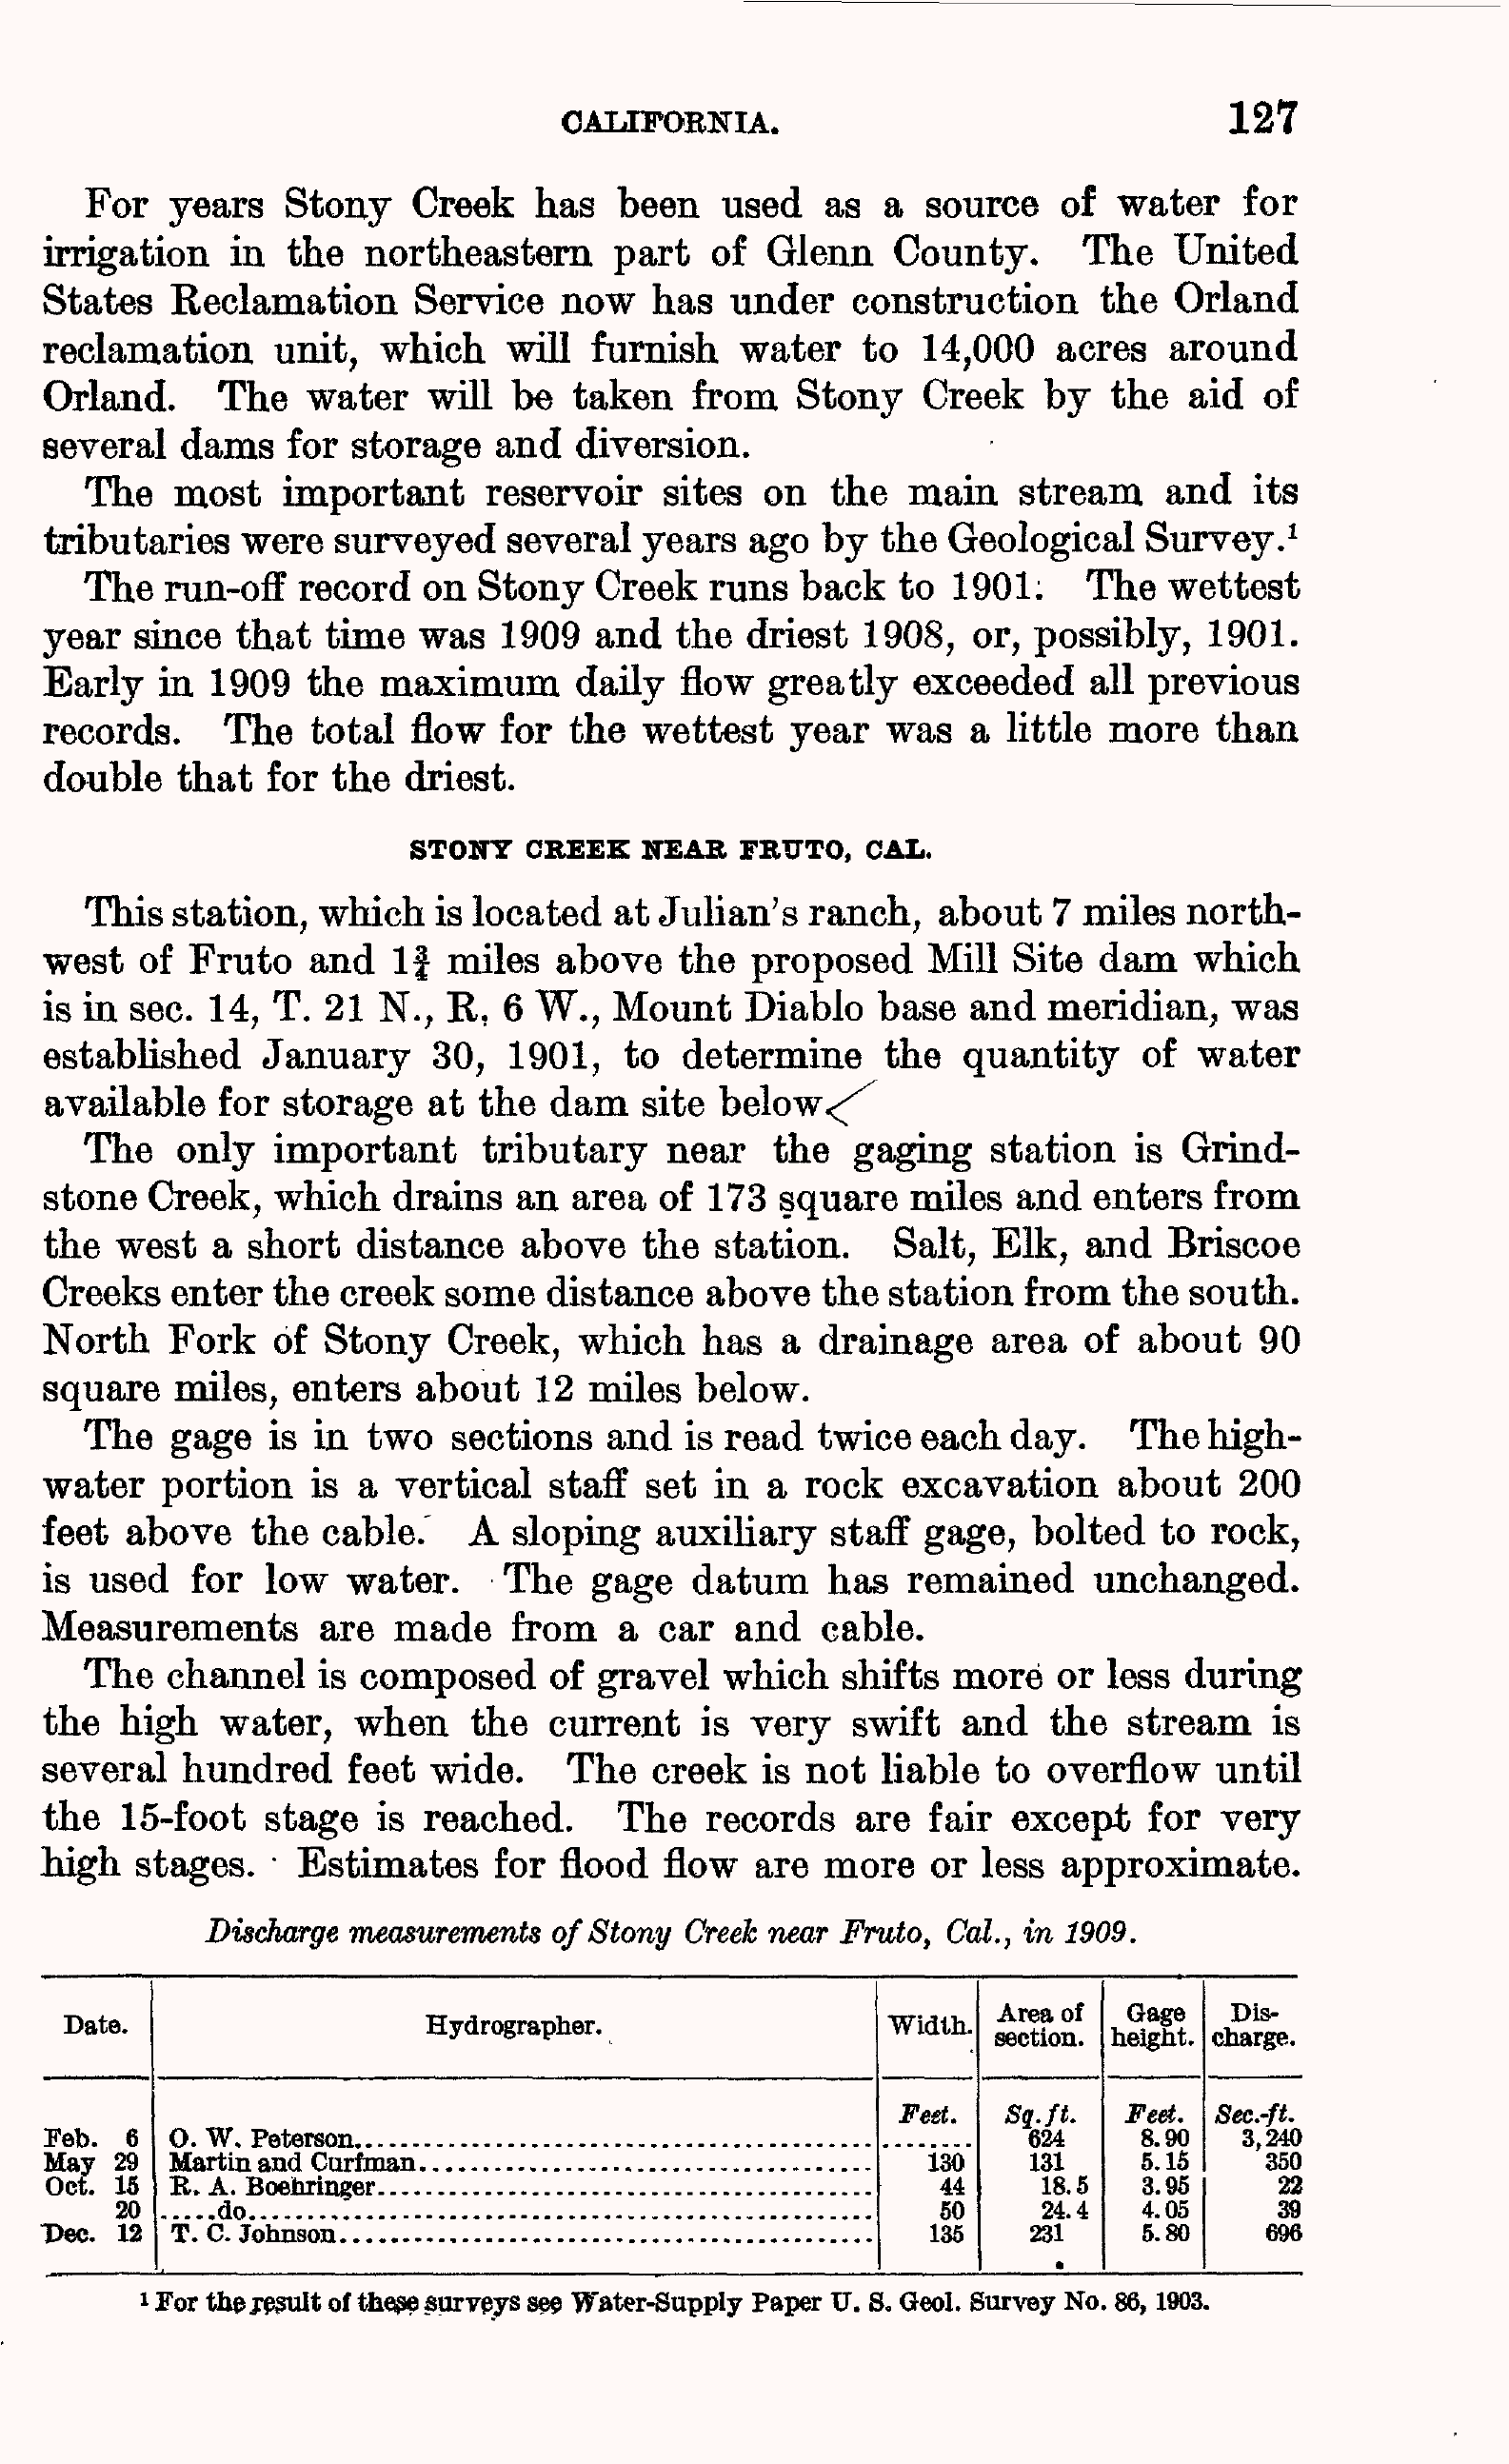 CALIFORNIA. 127
For years Stony Creek has been used as a source of water for
irrigation in the northeastern part of Glenn County. The United
States Reclamation Service now has under construction the Orland
reclamation unit, which will furnish water to 14,000 acres around
Orland. The water will be taken from Stony Creek by the aid of
several dams for storage and diversion.
The most important reservoir sites on the main stream and its
tributaries were surveyed several years ago by the Geological Survey.¹
The run-off record on Stony Creek runs back to 1901. The wettest
year since that time was 1909 and the driest 1908, or, possibly, 1901.
Early in 1909 the maximum daily flow greatly exceeded all previous
records. The total flow for the wettest year was a little more than
double that for the driest.
STONY CREEK NEAR FRUTO, CAL.
This station, which is located at Julian's ranch, about 7 miles north-
west of Fruto and 1¾ miles above the proposed Mill Site dam which
is in sec. 14, T. 21 N., R. 6 W., Mount Diablo base and meridian, was
established January 30, 1901, to determine the quantity of water
available for storage at the dam site below.
The only important tributary near the gaging station is Grind-
stone Creek, which drains an area of 173 square miles and enters from
the west a short distance above the station. Salt, Elk, and Briscoe
Creeks enter the creek some distance above the station from the south.
North Fork of Stony Creek, which has a drainage area of about 90
square miles, enters about 12 miles below.
The gage is in two sections and is read twice each day. The high-
water portion is a vertical staff set in a rock excavation about 200
feet above the cable. A sloping auxiliary staff gage, bolted to rock,
is used for low water. The gage datum has remained unchanged.
Measurements are made from a car and cable.
The channel is composed of gravel which shifts more or less during
the high water, when the current is very swift and the stream is
several hundred feet wide. The creek is not liable to overflow until
the 15-foot stage is reached. The records are fair except for very
high stages. Estimates for flood flow are more or less approximate.
Discharge measurements of Stony Creek near Fruto, Cal., in 1909.
Date. Hydrographer. Width. Area of section. Gage height. Dis-charge.
Feet. Sq. ft. Feet. Sec.-ft.
Feb. 6 O. W. Peterson........ 624 8.90 3,240
May 29 Martin and Curfman........ 130 131 5.15 350
Oct. 15 R. A. Boehringer........ 44 18.5 3.95 22
20 .....do........ 50 24.4 4.05 39
Dec. 12 T. C. Johnson........ 135 231 5.80 696
¹ For the result of these surveys see Water-Supply Paper U. S. Geol. Survey No. 86, 1903.